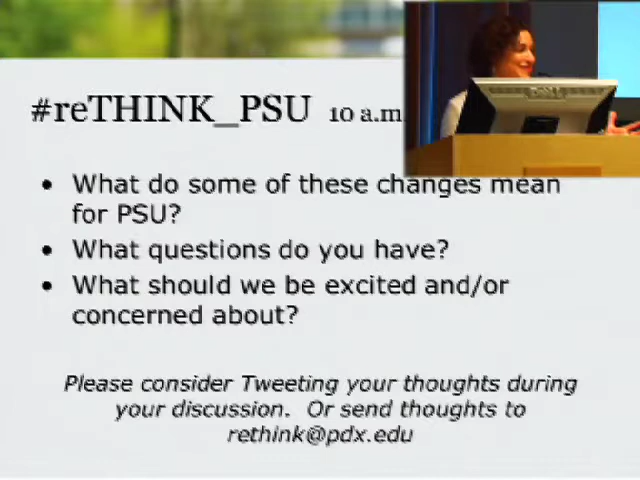 #reTHINK_PSU 10 a.m
• What do some of these changes mean
for PSU?
• What questions do you have?
• What should we be excited and/or
concerned about?
Please consider Tweeting your thoughts during
your discussion. Or send thoughts to
rethink@pdx.edu